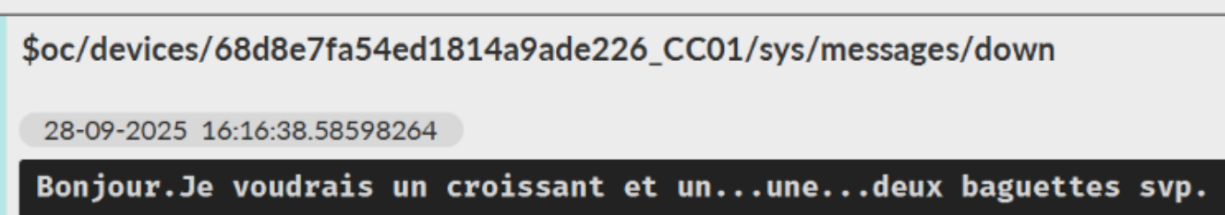 $oc/devices/68d8e7fa54ed1814a9ade226_CC01/sys/messages/down
28-09-2025 16:16:38.58598264
Bonjour.Je voudrais un croissant et un...une...deux baguettes svp.